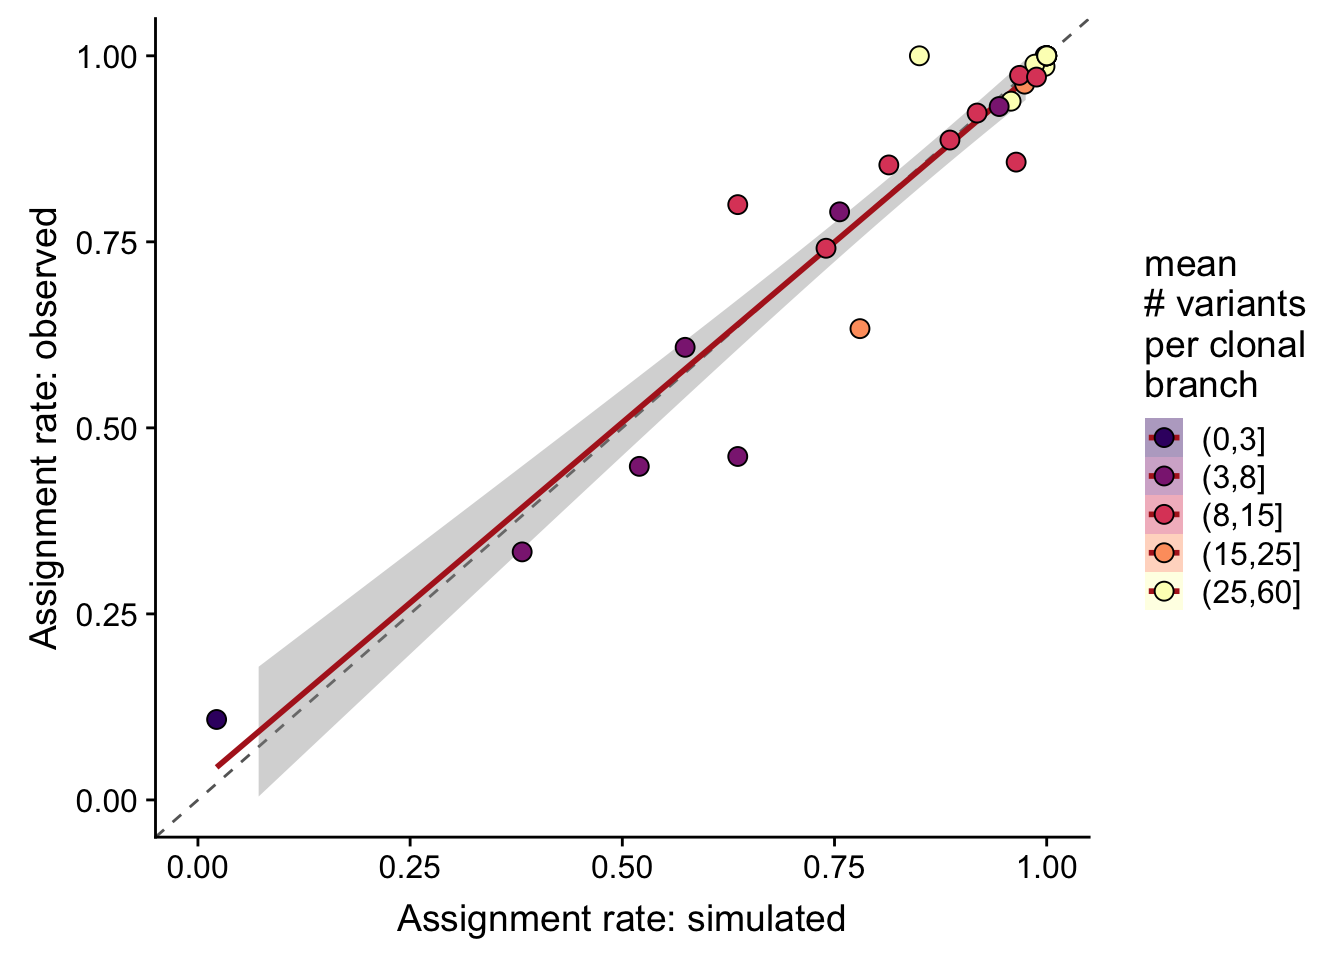 1.00
0.75
0.50
0.25
0.00
Assignment rate: observed
0.00 0.25 0.50 0.75 1.00
Assignment rate: simulated
mean
# variants
per clonal
branch
(0,3]
(3,8]
(8,15]
(15,25]
(25,60]